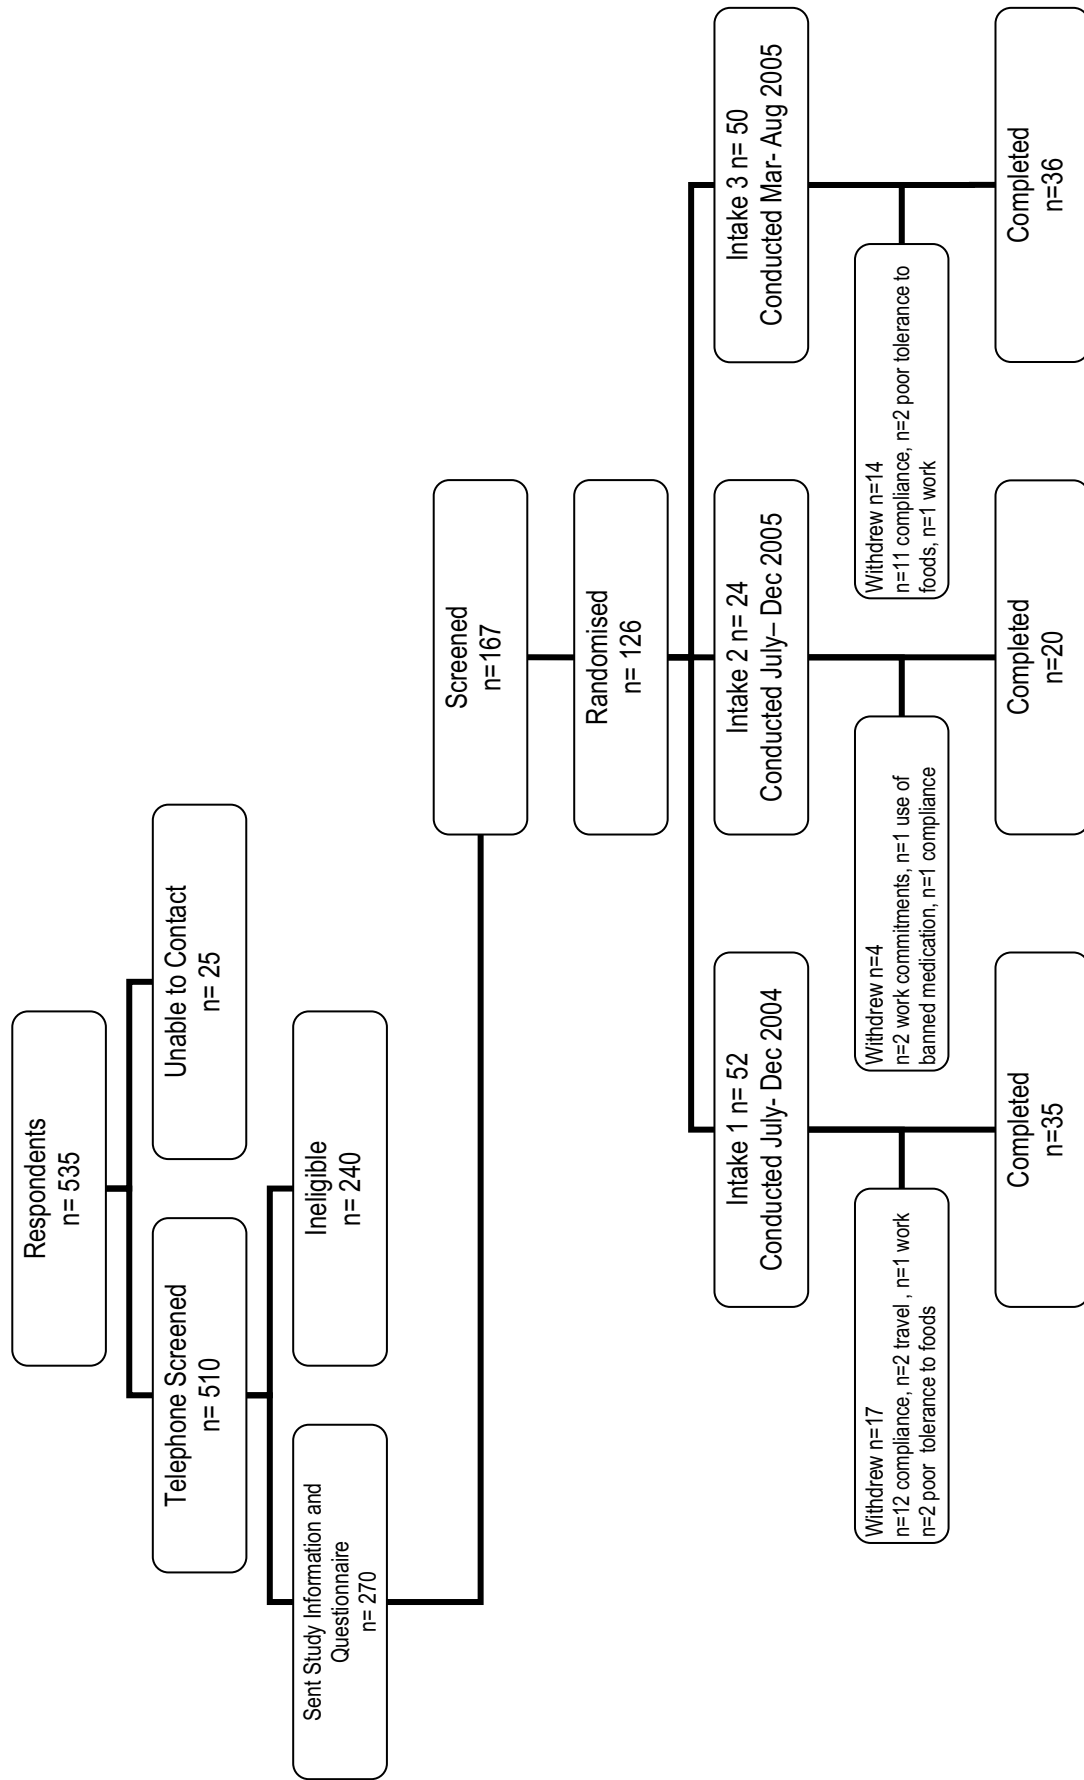 Respondents
n= 535
Telephone Screened
n= 510
Unable to Contact
n= 25
Sent Study Information and
Questionnaire
n= 270
Ineligible
n= 240
Screened
n=167
Randomised
n= 126
Intake 1 n= 52
Conducted July- Dec 2004
Intake 2 n= 24
Conducted July– Dec 2005
Intake 3 n= 50
Conducted Mar- Aug 2005
Withdrew n=17
n=12 compliance, n=2 travel , n=1 work
n=2 poor tolerance to foods
Withdrew n=4
n=2 work commitments, n=1 use of
banned medication, n=1 compliance
Withdrew n=14
n=11 compliance, n=2 poor tolerance to
foods, n=1 work
Completed
n=35
Completed
n=20
Completed
n=36